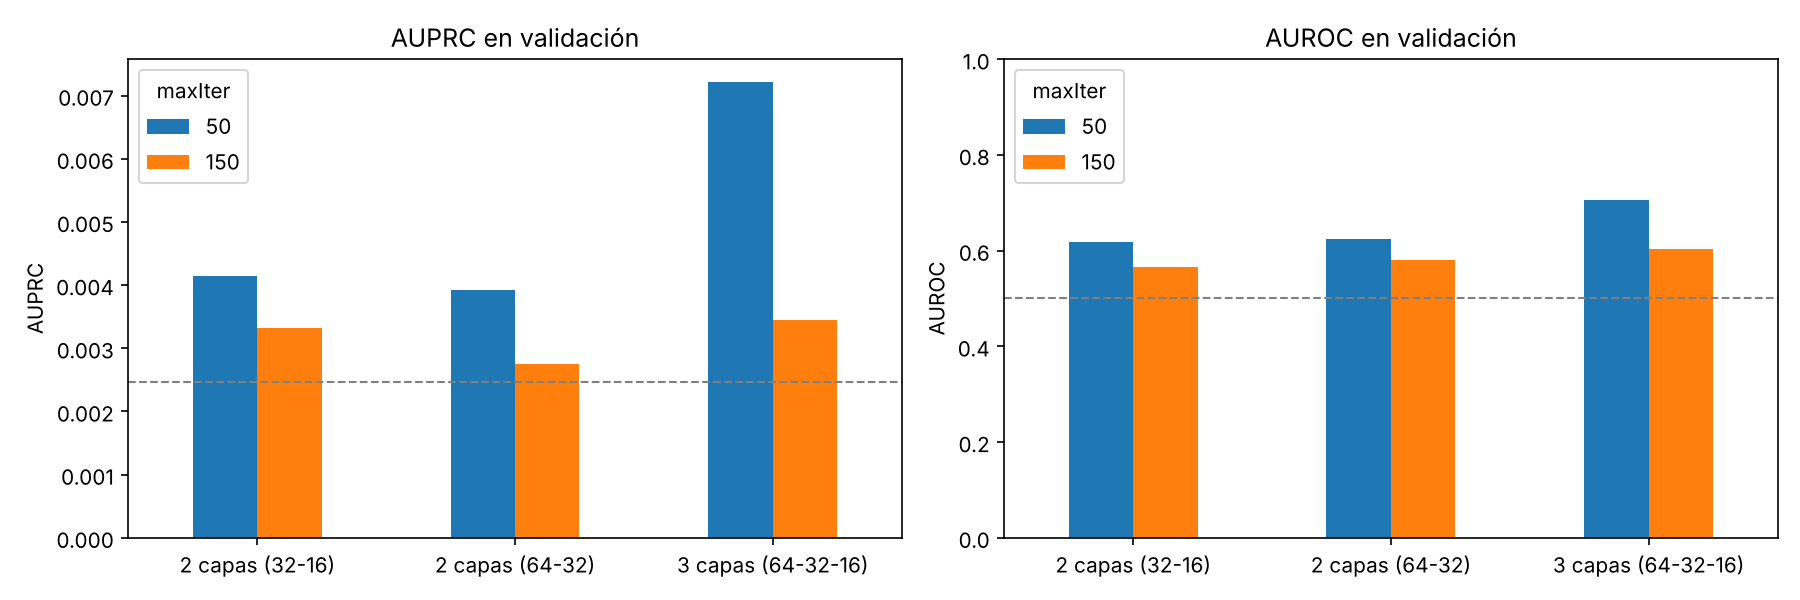 AUPRC en validación
maxIter
50
150
0.007
0.006
0.005
0.004
0.003
0.002
0.001
0.000
AUPRC
2 capas (32-16)
2 capas (64-32)
3 capas (64-32-16)
AUROC en validación
maxIter
50
150
1.0
0.8
0.6
0.4
0.2
0.0
AUROC
2 capas (32-16)
2 capas (64-32)
3 capas (64-32-16)